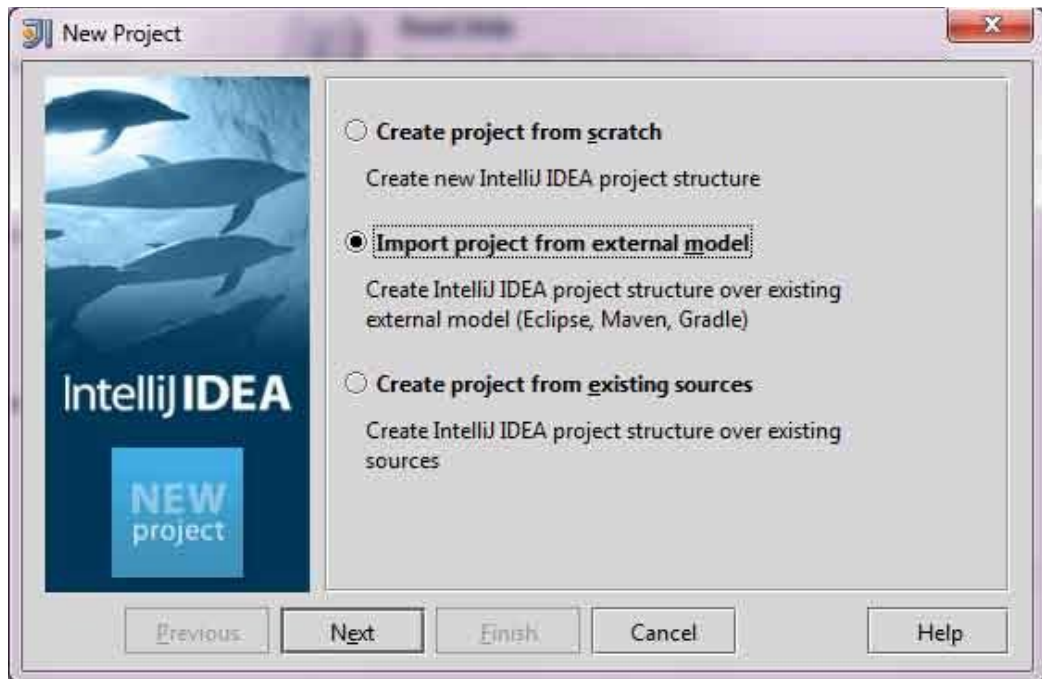 New Project
Create project from scratch
Create new IntelliJ IDEA project structure
Import project from external model
Create IntelliJ IDEA project structure over existing
external model (Eclipse, Maven, Gradle)
Create project from existing sources
Create IntelliJ IDEA project structure over existing
sources
IntelliJ IDEA
NEW
project
Previous
Next
Finish
Cancel
Help